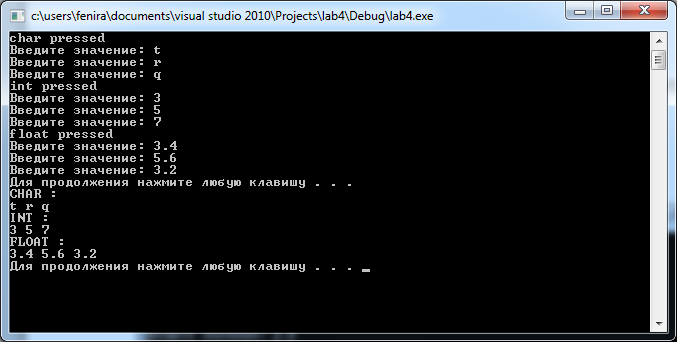 c:\users\fenira\documents\visual studio 2010\Projects\lab4\Debug\lab4.exe
char pressed
Введите значение: t
Введите значение: r
Введите значение: q
int pressed
Введите значение: 3
Введите значение: 5
Введите значение: 7
float pressed
Введите значение: 3.4
Введите значение: 5.6
Введите значение: 3.2
Для продолжения нажмите любую клавишу . . .
CHAR :
t r q
INT :
3 5 7
FLOAT :
3.4 5.6 3.2
Для продолжения нажмите любую клавишу . . .